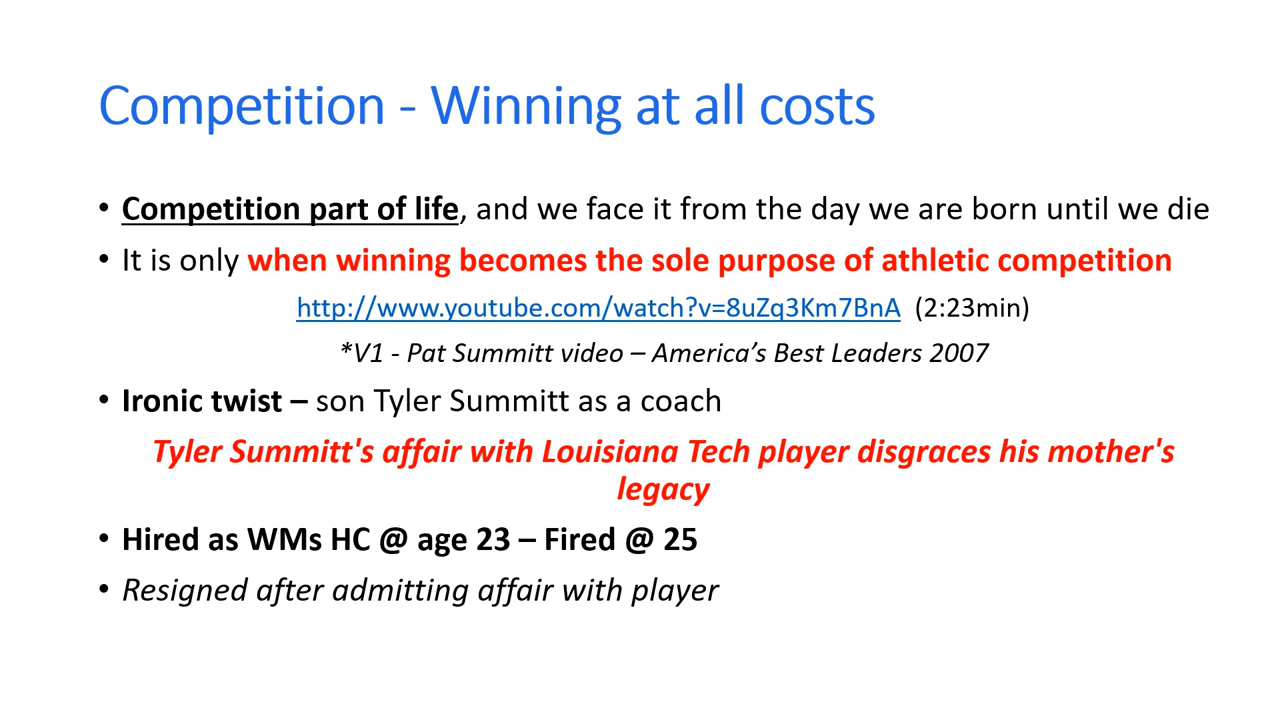 Competition - Winning at all costs
• Competition part of life, and we face it from the day we are born until we die
• It is only when winning becomes the sole purpose of athletic competition
http://www.youtube.com/watch?v=8uZq3Km7BnA (2:23min)
*V1 - Pat Summitt video – America’s Best Leaders 2007
• Ironic twist – son Tyler Summitt as a coach
Tyler Summitt's affair with Louisiana Tech player disgraces his mother's
legacy
• Hired as WMs HC @ age 23 – Fired @ 25
• Resigned after admitting affair with player